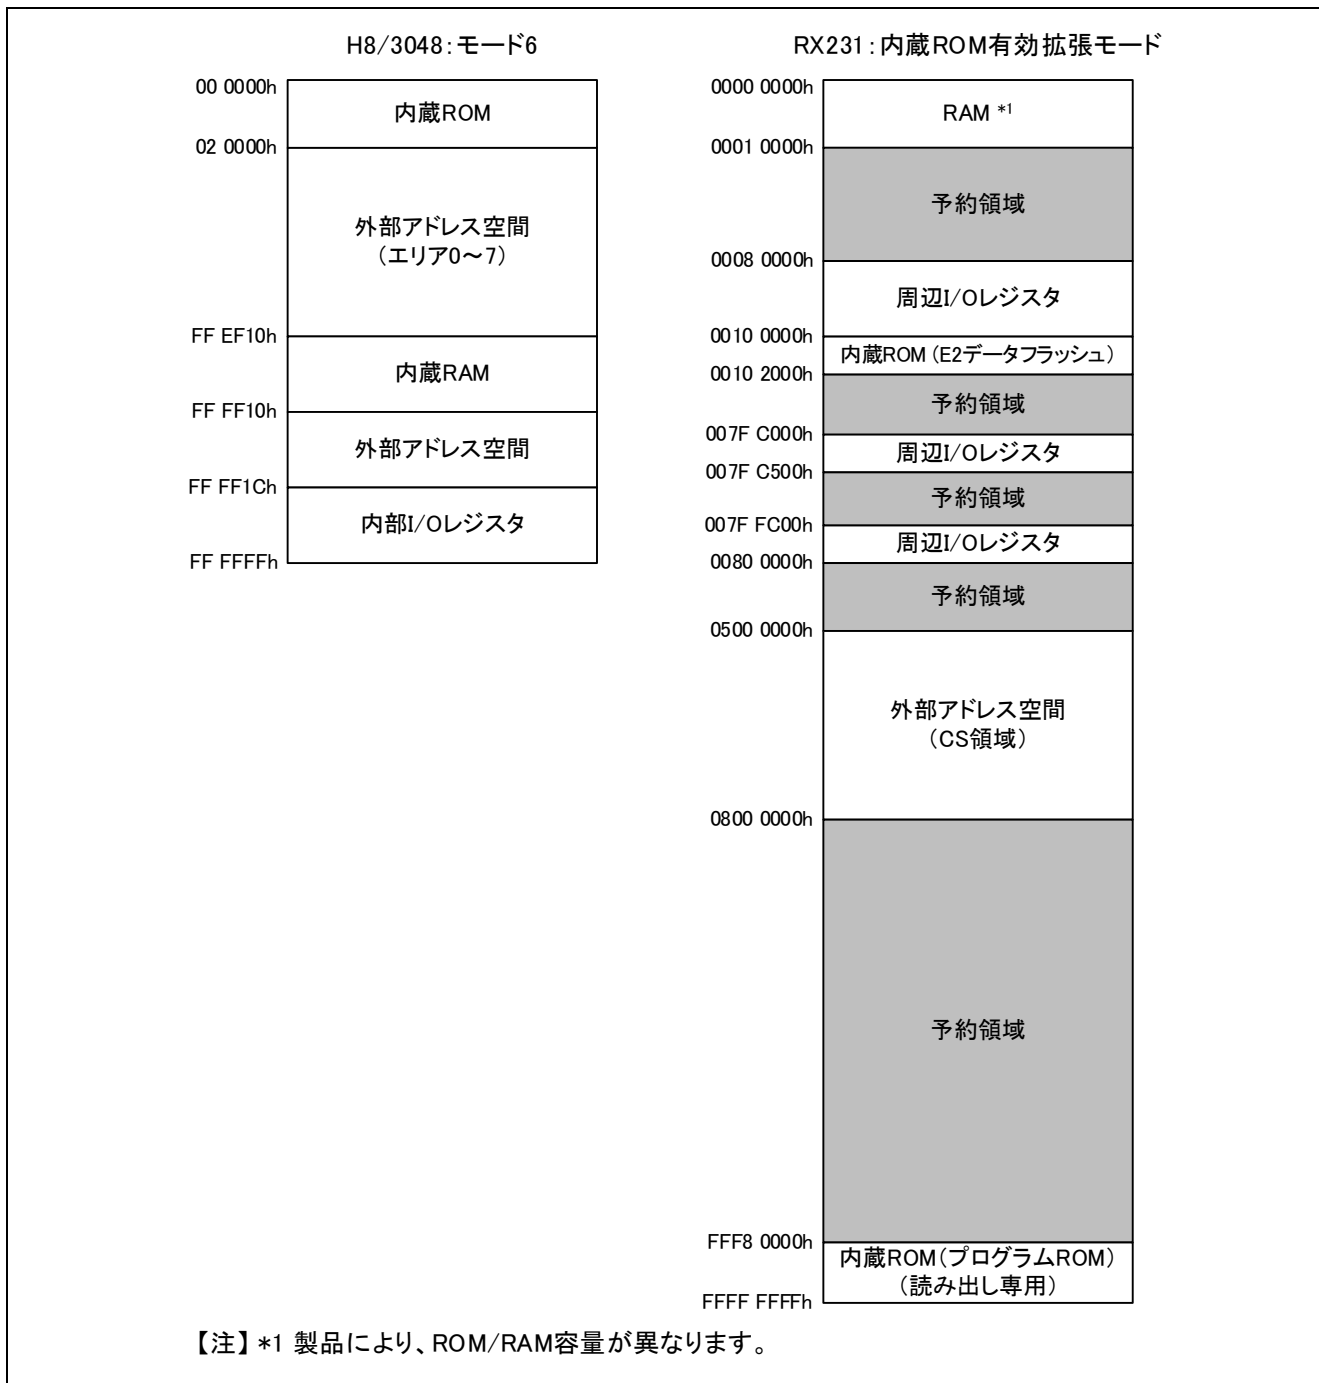 H8/3048：モード6
00 0000h
内蔵ROM
02 0000h
外部アドレス空間
（エリア0～7）
FF EF10h
内蔵RAM
FF FF10h
外部アドレス空間
FF FF1Ch
内部I/Oレジスタ
FF FFFFh
RX231：内蔵ROM有効拡張モード
0000 0000h
RAM *1
0001 0000h
予約領域
0008 0000h
周辺I/Oレジスタ
0010 0000h
内蔵ROM（E2データフラッシュ）
0010 2000h
予約領域
007F C000h
周辺I/Oレジスタ
007F C500h
予約領域
007F FC00h
周辺I/Oレジスタ
0080 0000h
予約領域
0500 0000h
外部アドレス空間
（CS領域）
0800 0000h
予約領域
FFF8 0000h
内蔵ROM（プログラムROM）
（読み出し専用）
FFFF FFFFh
【注】 *1 製品により、ROM/RAM容量が異なります。